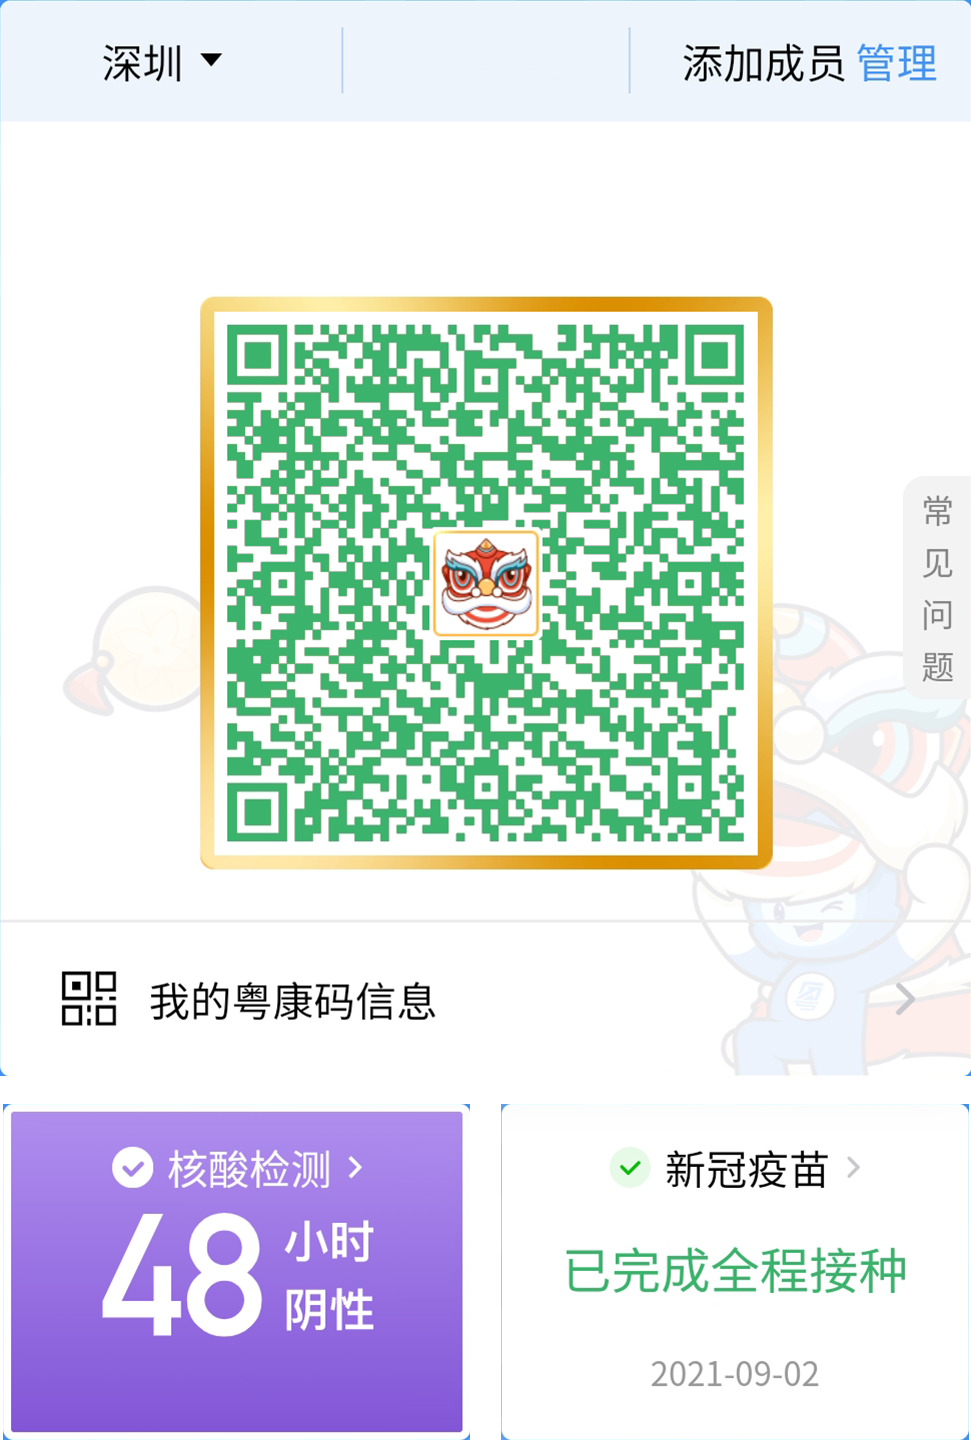 深圳
添加成员 管理
常见问题
我的粤康码信息
核酸检测
48 小时 阴性
新冠疫苗
已完成全程接种
2021-09-02